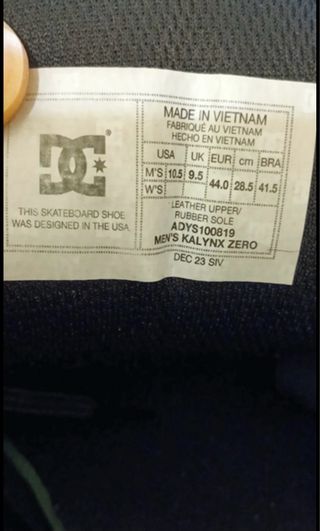 DC®
THIS SKATEBOARD SHOE
WAS DESIGNED IN THE USA
MADE IN VIETNAM
FABRIQUÉ AU VIETNAM
HECHO EN VIETNAM
USA UK EUR cm BRA
M'S 10.5 9.5 44.0 28.5 41.5
W'S
LEATHER UPPER/
RUBBER SOLE
ADYS100819
MEN'S KALYNX ZERO
DEC 23 SIV